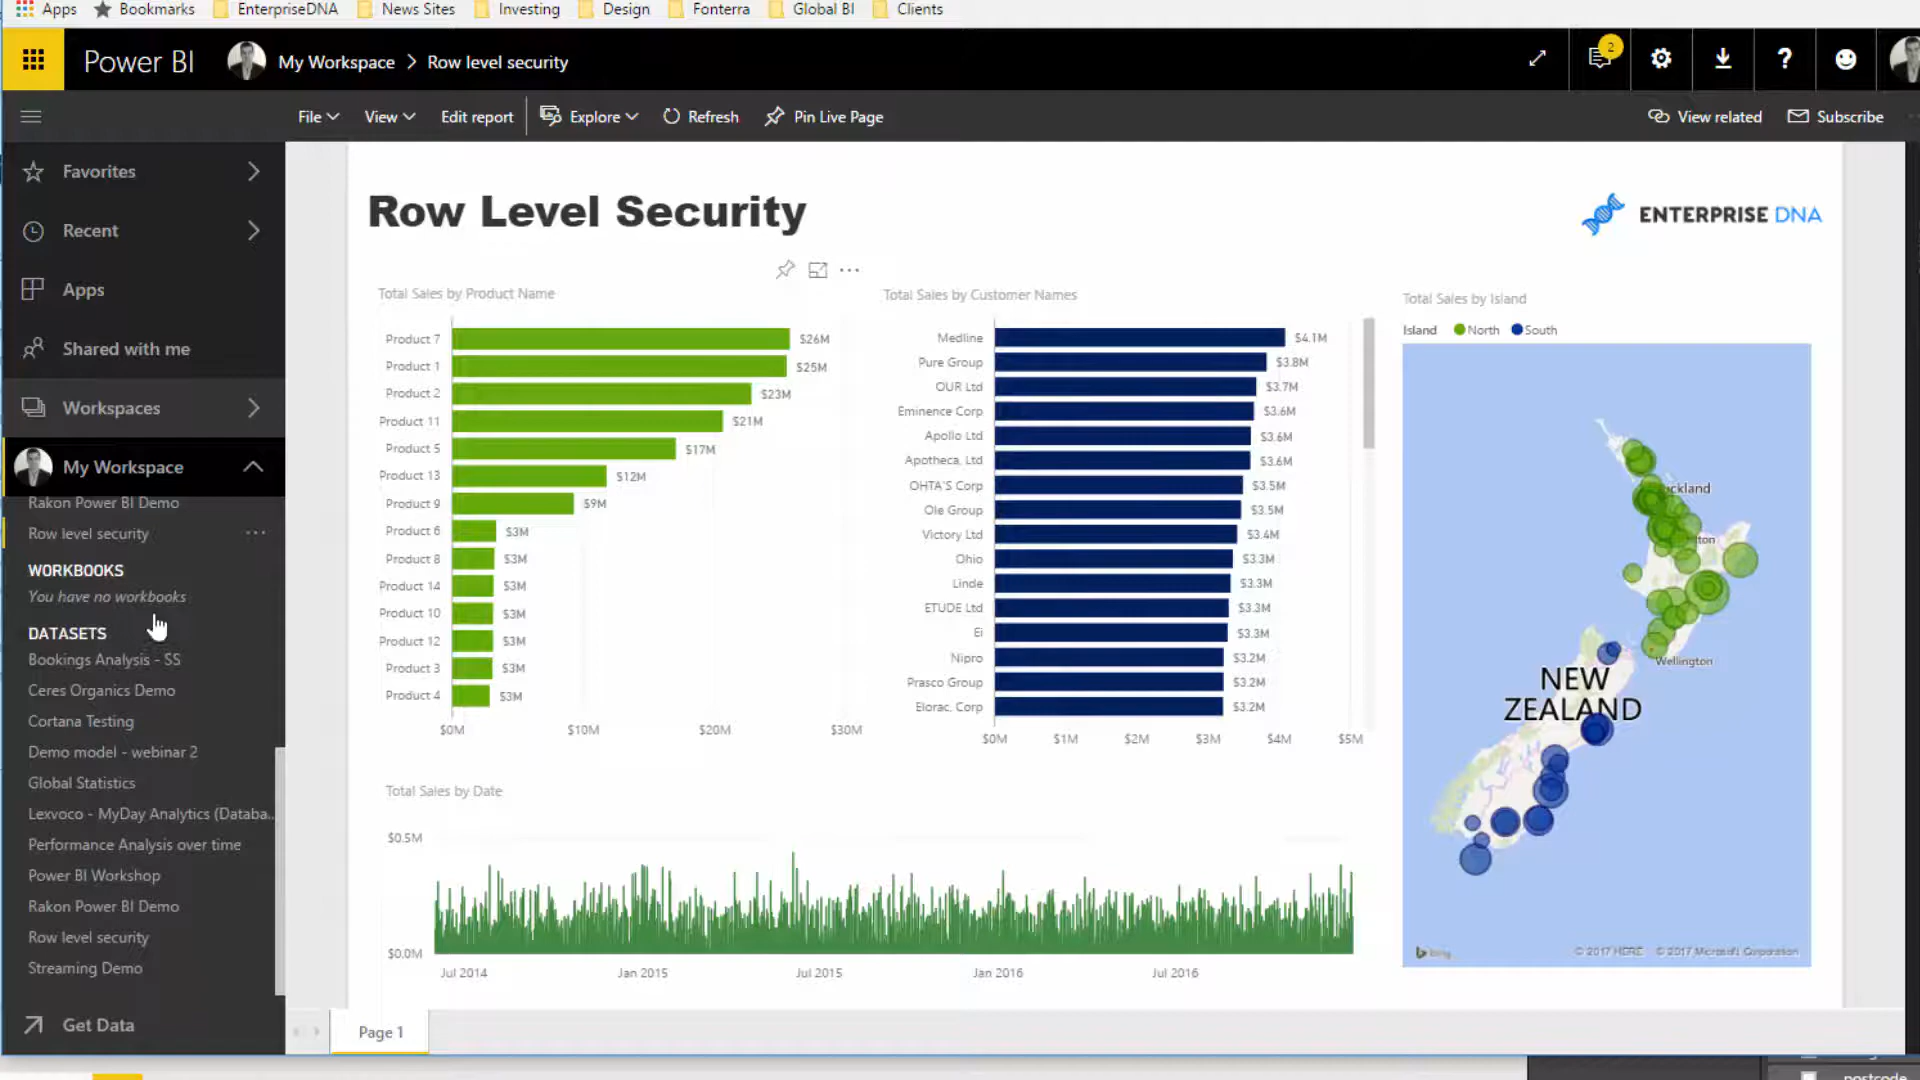 Apps Bookmarks EnterpriseDNA News Sites Investing Design Fonterra Global BI Clients
Power BI My Workspace > Row level security 2
File View Edit report Explore Refresh Pin Live Page View related Subscribe
Favorites
Recent
Apps
Shared with me
Workspaces
My Workspace
Rakon Power BI Demo
Row level security
WORKBOOKS
You have no workbooks
DATASETS
Bookings Analysis - SS
Ceres Organics Demo
Cortana Testing
Demo model - webinar 2
Global Statistics
Lexvoco - MyDay Analytics (Databa...
Performance Analysis over time
Power BI Workshop
Rakon Power BI Demo
Row level security
Streaming Demo
Get Data
Row Level Security
ENTERPRISE DNA
Total Sales by Product Name
Product 7 $26M
Product 1 $25M
Product 2 $23M
Product 11 $21M
Product 5 $17M
Product 13 $12M
Product 9 $9M
Product 6 $3M
Product 8 $3M
Product 14 $3M
Product 10 $3M
Product 12 $3M
Product 3 $3M
Product 4 $3M
$0M $10M $20M $30M
Total Sales by Customer Names
Medline $4.1M
Pure Group $3.8M
OUR Ltd $3.7M
Eminence Corp $3.6M
Apollo Ltd $3.6M
Apotheca, Ltd $3.6M
OHTA'S Corp $3.5M
Ole Group $3.5M
Victory Ltd $3.4M
Ohio $3.3M
Linde $3.3M
ETUDE Ltd $3.3M
Ei $3.3M
Nipro $3.2M
Prasco Group $3.2M
Elorac, Corp $3.2M
$0M $1M $2M $3M $4M $5M
Total Sales by Island
Island North South
ckland
ton
Wellington
NEW
ZEALAND
bing © 2017 HERE © 2017 Microsoft Corporation
Total Sales by Date
$0.5M
$0.0M
Jul 2014 Jan 2015 Jul 2015 Jan 2016 Jul 2016
Page 1
postcode